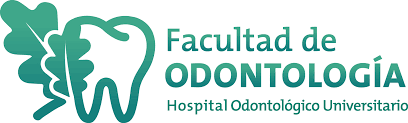 Facultad de
ODONTOLOGÍA
Hospital Odontológico Universitario